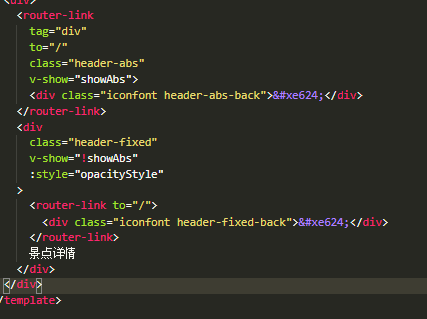 <div>
<router-link
tag="div"
to="/"
class="header-abs"
v-show="showAbs">
<div class="iconfont header-abs-back">&#xe624;</div>
</router-link>
<div
class="header-fixed"
v-show="!showAbs"
:style="opacityStyle"
>
<router-link to="/">
<div class="iconfont header-fixed-back">&#xe624;</div>
</router-link>
景点详情
</div>
</div>
/template>